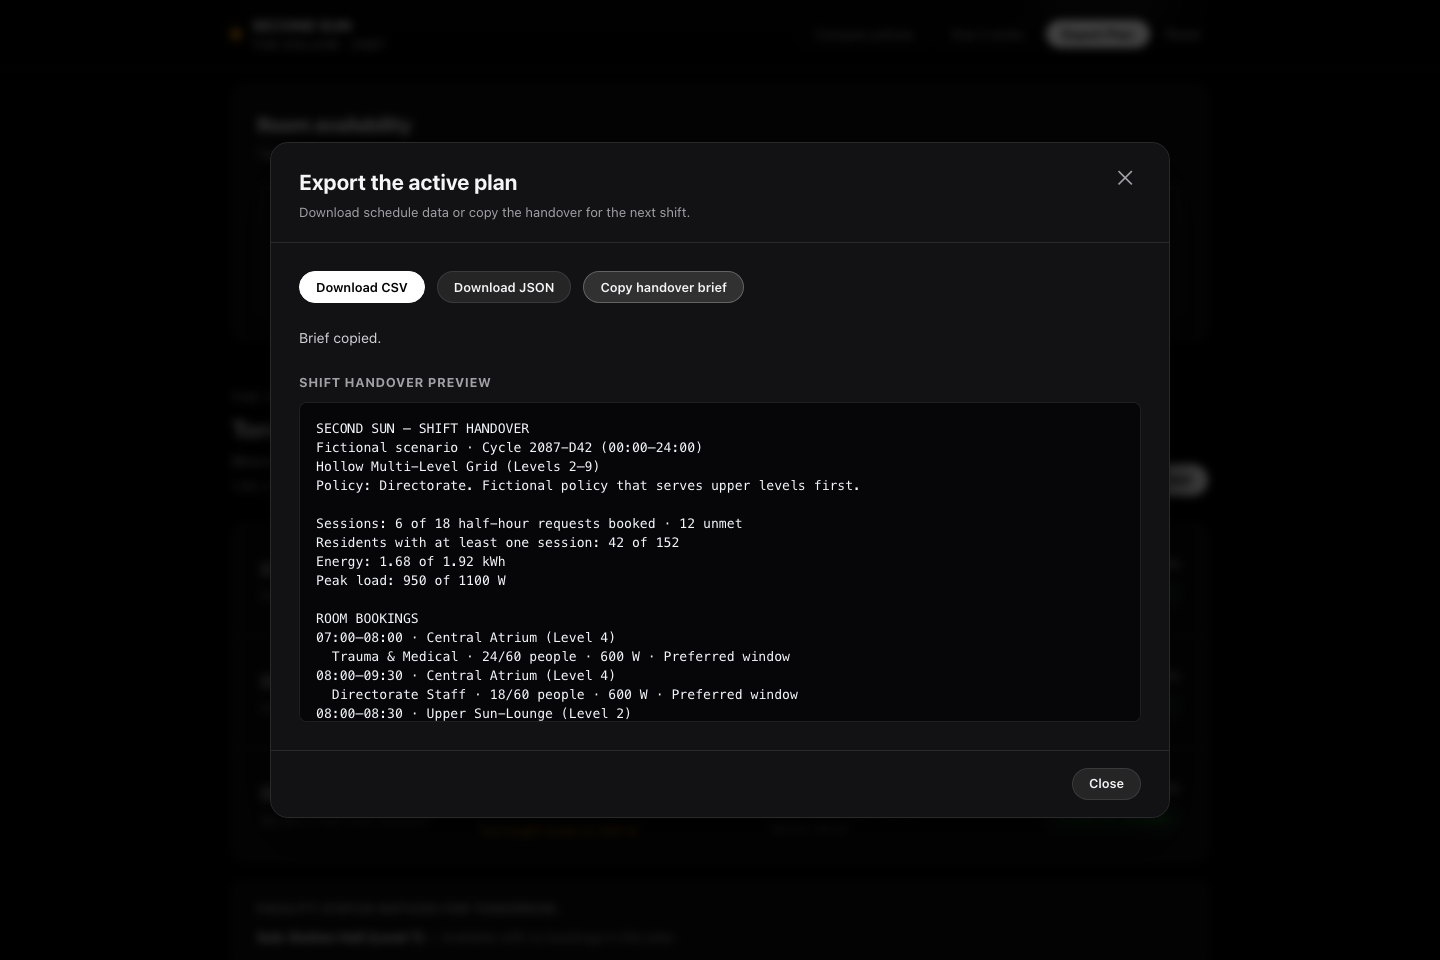 SECOND SUN
Room availability
Export the active plan
Download schedule data or copy the handover for the next shift.
Download CSV
Download JSON
Copy handover brief
Brief copied.
SHIFT HANDOVER PREVIEW
SECOND SUN — SHIFT HANDOVER
Fictional scenario · Cycle 2087-D42 (00:00–24:00)
Hollow Multi-Level Grid (Levels 2–9)
Policy: Directorate. Fictional policy that serves upper levels first.
Sessions: 6 of 18 half-hour requests booked · 12 unmet
Residents with at least one session: 42 of 152
Energy: 1.68 of 1.92 kWh
Peak load: 950 of 1100 W
ROOM BOOKINGS
07:00–08:00 · Central Atrium (Level 4)
Trauma & Medical · 24/60 people · 600 W · Preferred window
08:00–09:30 · Central Atrium (Level 4)
Directorate Staff · 18/60 people · 600 W · Preferred window
08:00–08:30 · Upper Sun-Lounge (Level 2)
Close